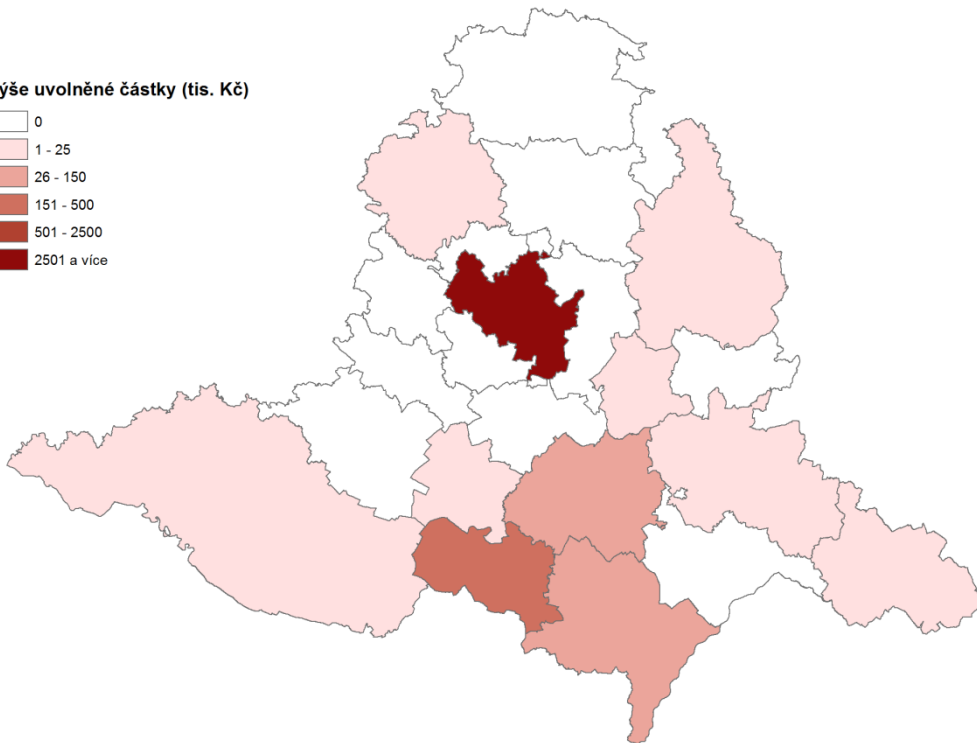 ýše uvolněné částky (tis. Kč)
0
1 - 25
26 - 150
151 - 500
501 - 2500
2501 a více